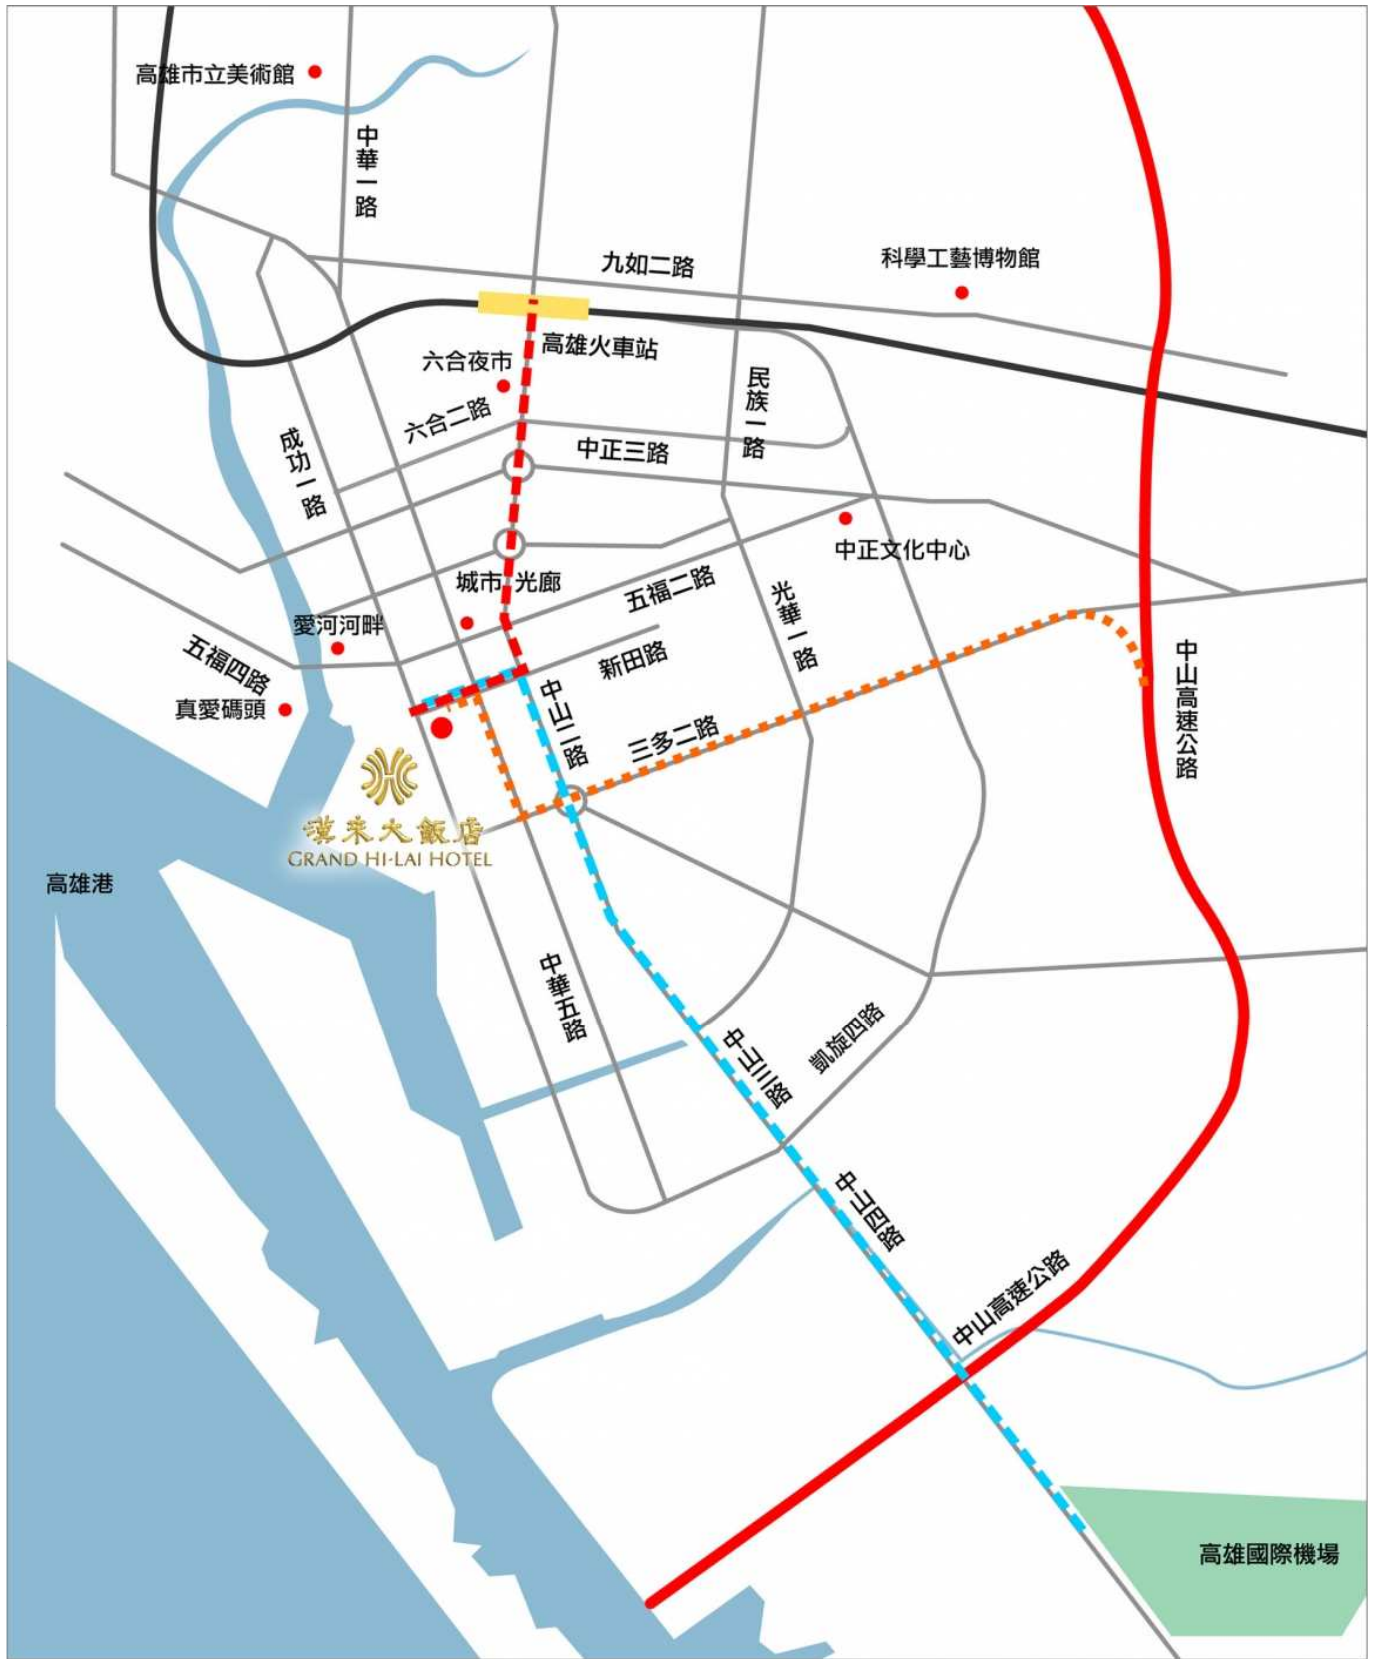 高雄市立美術館
中華一路
九如二路
科學工藝博物館
高雄火車站
六合夜市
民族一路
六合二路
成功一路
中正三路
中正文化中心
城市光廊
五福二路
光華一路
愛河河畔
五福四路
新田路
中山高速公路
真愛碼頭
中山二路
三多二路
漢来大飯店
GRAND HI-LAI HOTEL
高雄港
中華五路
凱旋四路
中山三路
中山四路
中山高速公路
高雄國際機場